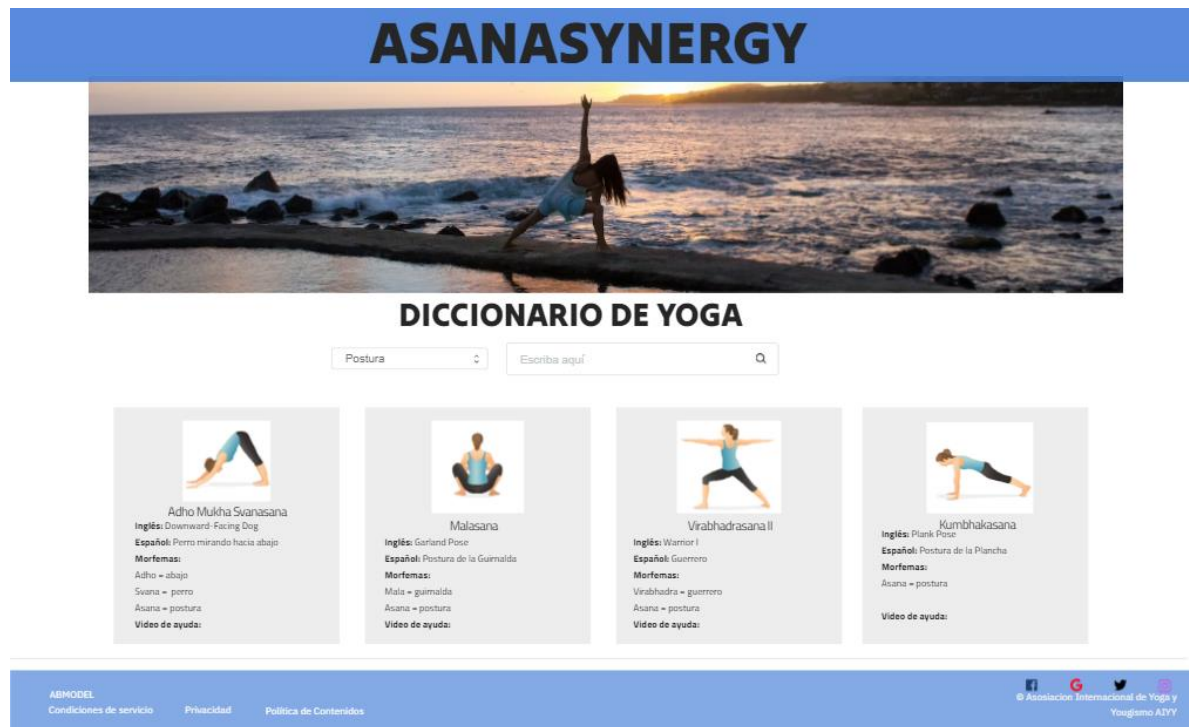 ASANASYNERGY
DICCIONARIO DE YOGA
Postura
Escriba aquí
Adho Mukha Svanasana
Inglés: Downward-Facing Dog
Español: Perro mirando hacia abajo
Morfemas:
Adho = abajo
Svana = perro
Asana = postura
Video de ayuda:
Malasana
Inglés: Garland Pose
Español: Postura de la Guirnalda
Morfemas:
Mala = guirnalda
Asana = postura
Video de ayuda:
Virabhadrasana II
Inglés: Warrior I
Español: Guerrero
Morfemas:
Virabhadra = guerrero
Asana = postura
Video de ayuda:
Kumbhakasana
Inglés: Plank Pose
Español: Postura de la Plancha
Morfemas:
Asana = postura
Video de ayuda:
ABMODEL
Condiciones de servicio Privacidad Política de Contenidos
© Asosiacion Internacional de Yoga y
Yougismo AIYY